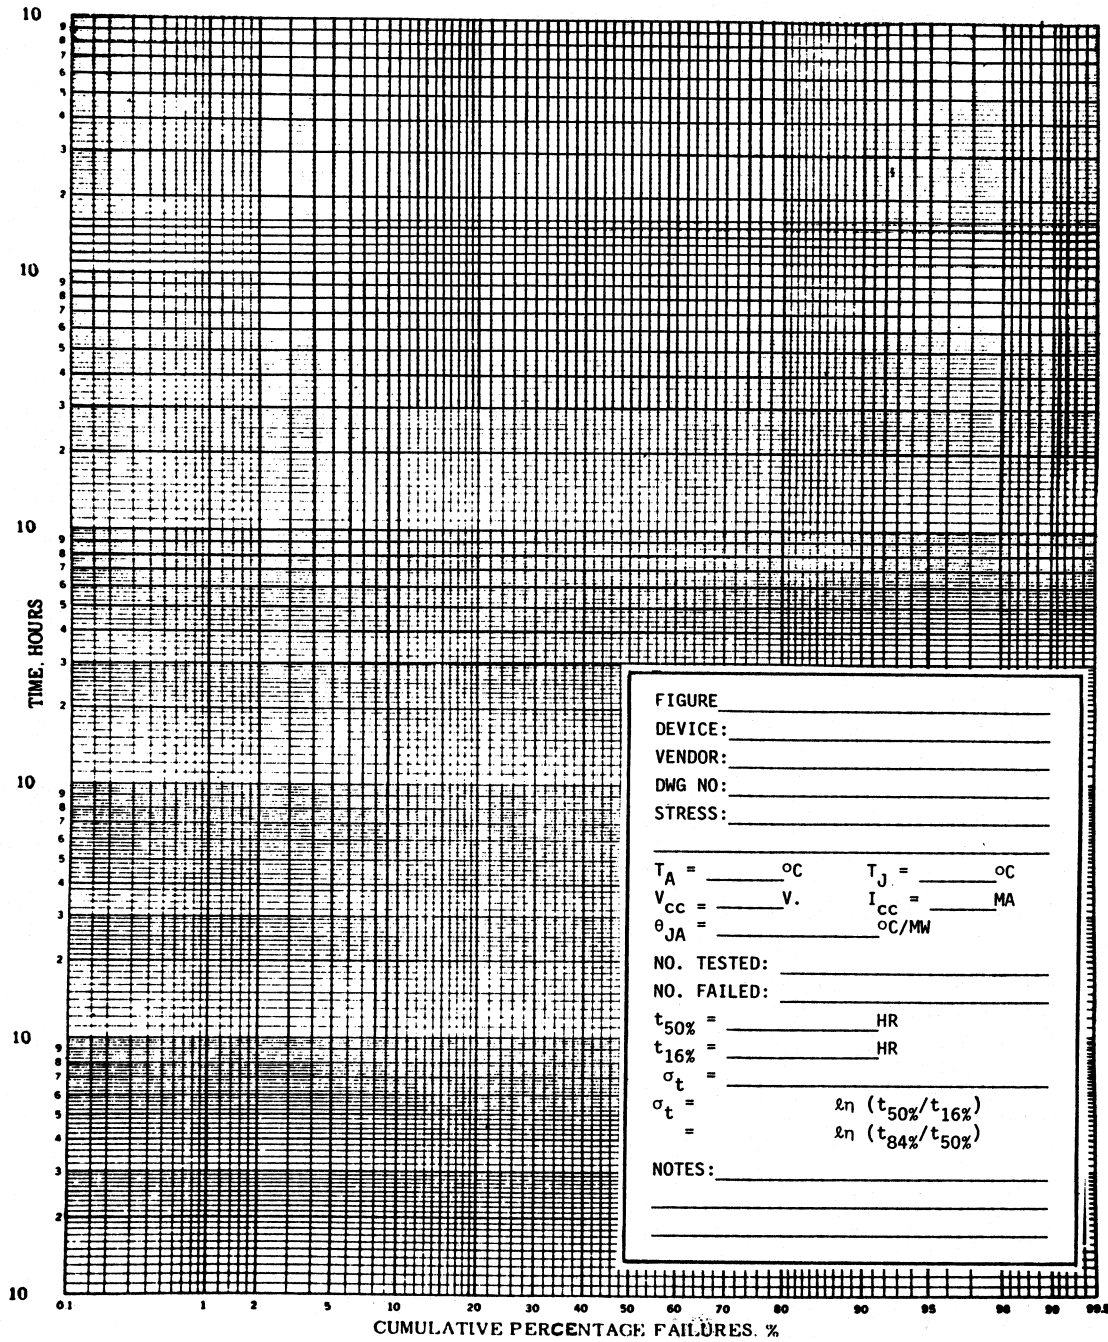 10
9
8
7
6
5
4
3
2
10
9
8
7
6
5
4
3
2
10
9
8
7
6
5
4
3
2
10
9
8
7
6
5
4
3
2
10
9
8
7
6
5
4
3
2
10
TIME, HOURS
0.1 1 2 5 10 20 30 40 50 60 70 80 90 95 98 99
CUMULATIVE PERCENTAGE FAILURES, %
FIGURE
DEVICE:
VENDOR:
DWG NO:
STRESS:
T_A = °C T_J = °C
V_cc = V. I_cc = MA
θ_JA = °C/MW
NO. TESTED:
NO. FAILED:
t_50% = HR
t_16% = HR
σ_t =
σ_t = ℓη (t_50%/t_16%)
= ℓη (t_84%/t_50%)
NOTES: